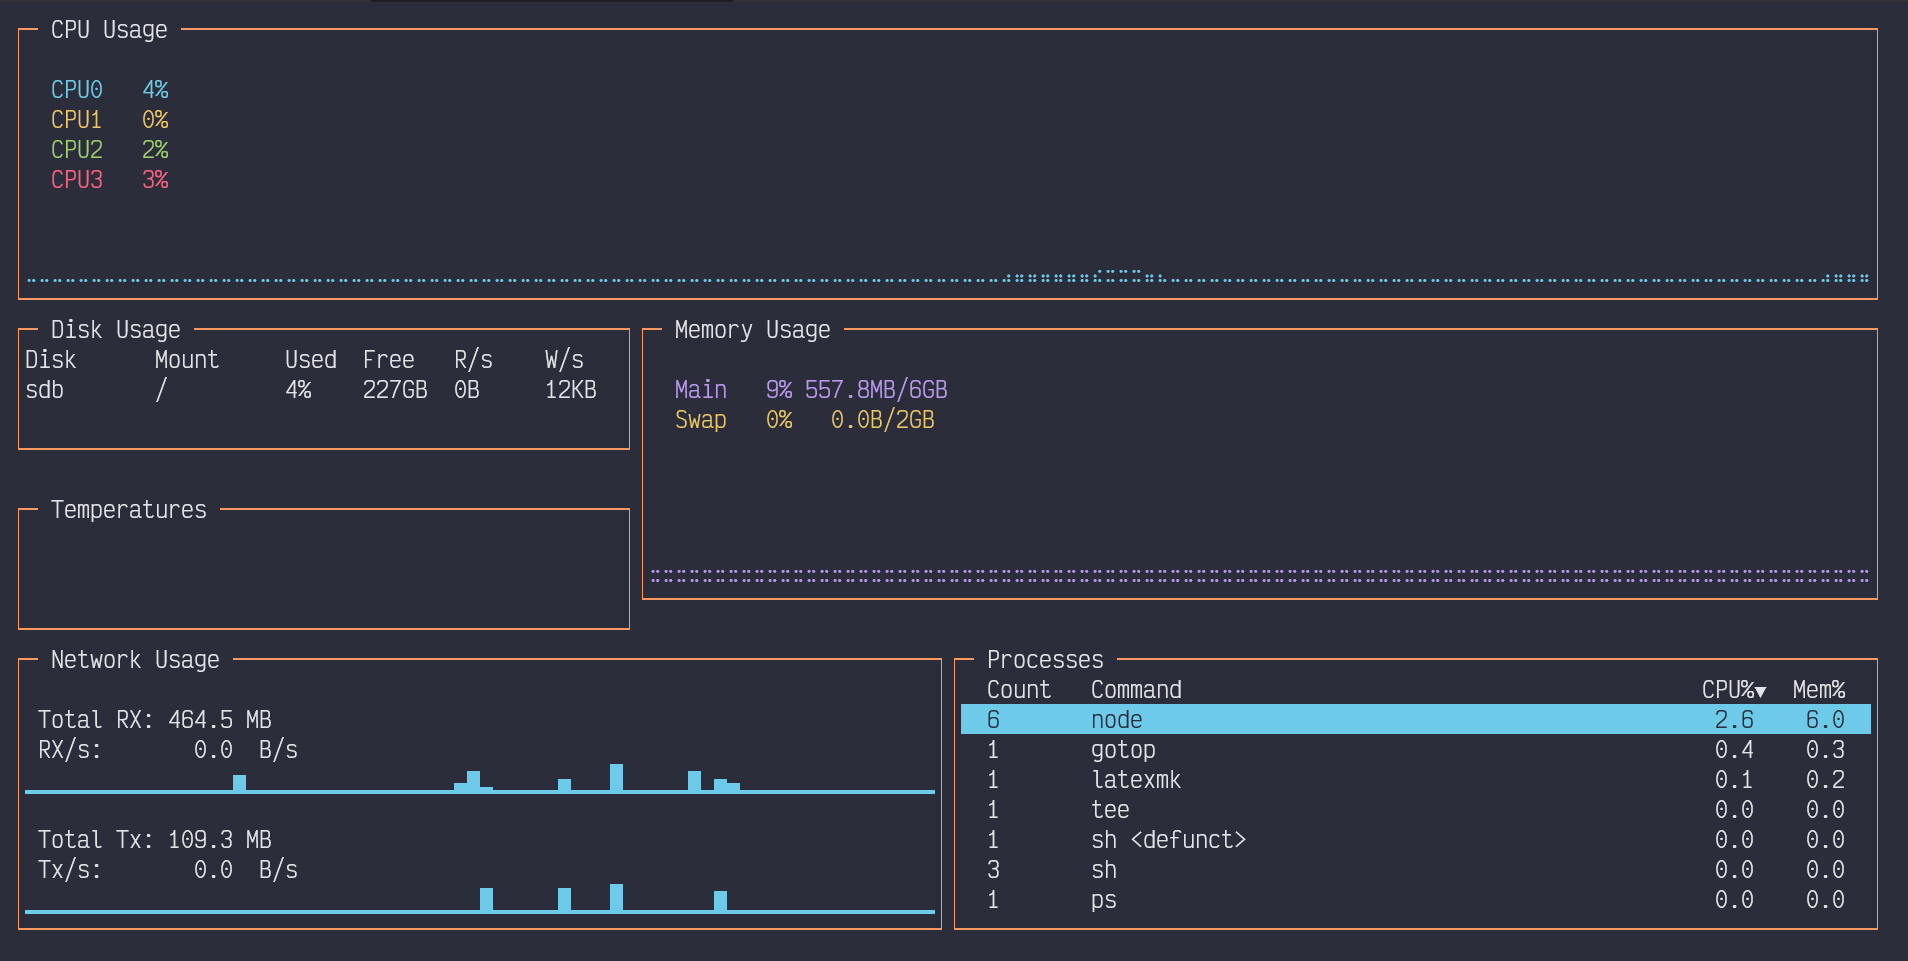 CPU Usage
CPU0 4%
CPU1 0%
CPU2 2%
CPU3 3%
Disk Usage
Disk Mount Used Free R/s W/s
sdb / 4% 227GB 0B 12KB
Memory Usage
Main 9% 557.8MB/6GB
Swap 0% 0.0B/2GB
Temperatures
Network Usage
Total RX: 464.5 MB
RX/s: 0.0 B/s
Total Tx: 109.3 MB
Tx/s: 0.0 B/s
Processes
Count Command CPU%▼ Mem%
6 node 2.6 6.0
1 gotop 0.4 0.3
1 latexmk 0.1 0.2
1 tee 0.0 0.0
1 sh <defunct> 0.0 0.0
3 sh 0.0 0.0
1 ps 0.0 0.0